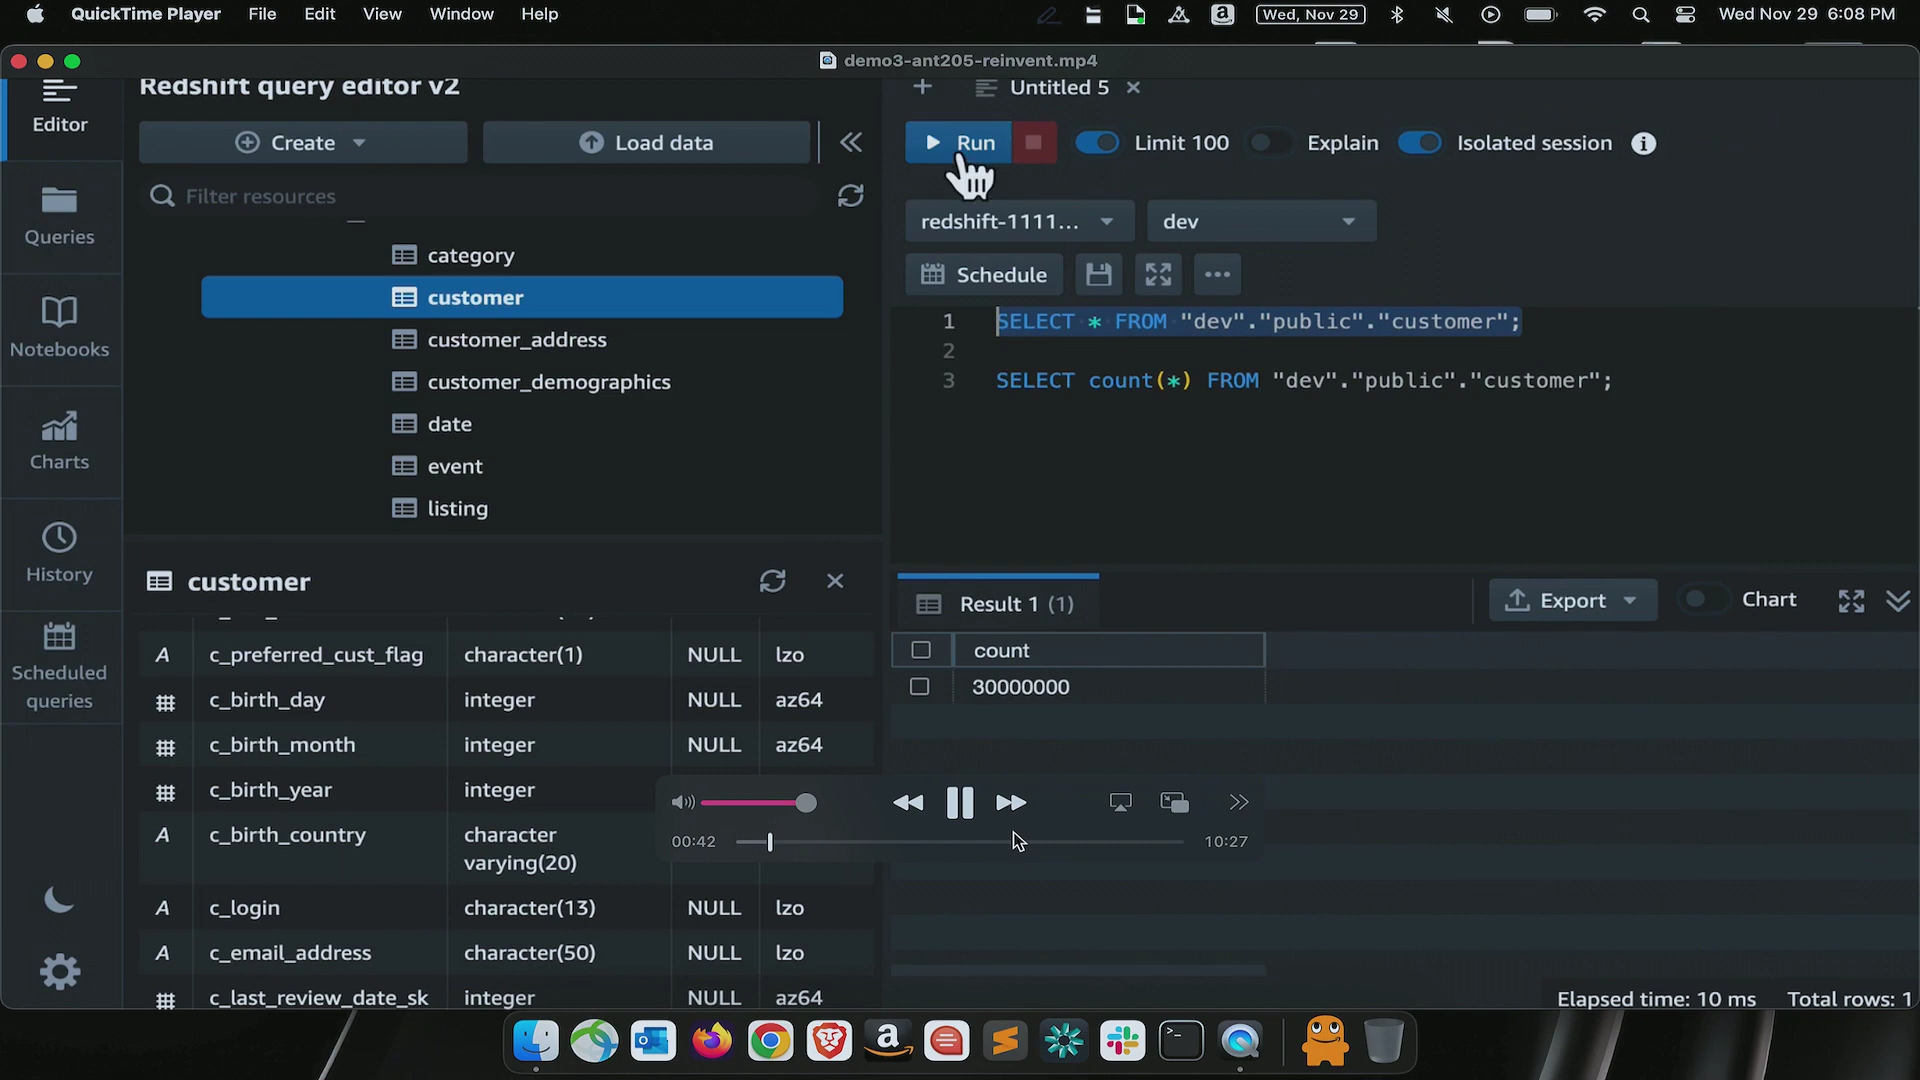 QuickTime Player File Edit View Window Help
Wed, Nov 29
Wed Nov 29 6:08 PM
demo3-ant205-reinvent.mp4
Redshift query editor v2
Editor
Queries
Notebooks
Charts
History
Scheduled
queries
Create
Load data
Filter resources
category
customer
customer_address
customer_demographics
date
event
listing
customer
c_preferred_cust_flag character(1) NULL lzo
c_birth_day integer NULL az64
c_birth_month integer NULL az64
c_birth_year integer
c_birth_country character
varying(20)
c_login character(13) NULL lzo
c_email_address character(50) NULL lzo
c_last_review_date_sk integer NULL az64
Untitled 5
Run
Limit 100
Explain
Isolated session
redshift-1111...
dev
Schedule
1 SELECT * FROM "dev"."public"."customer";
2
3 SELECT count(*) FROM "dev"."public"."customer";
Result 1 (1)
Export
Chart
count
30000000
00:42
10:27
Elapsed time: 10 ms Total rows: 1